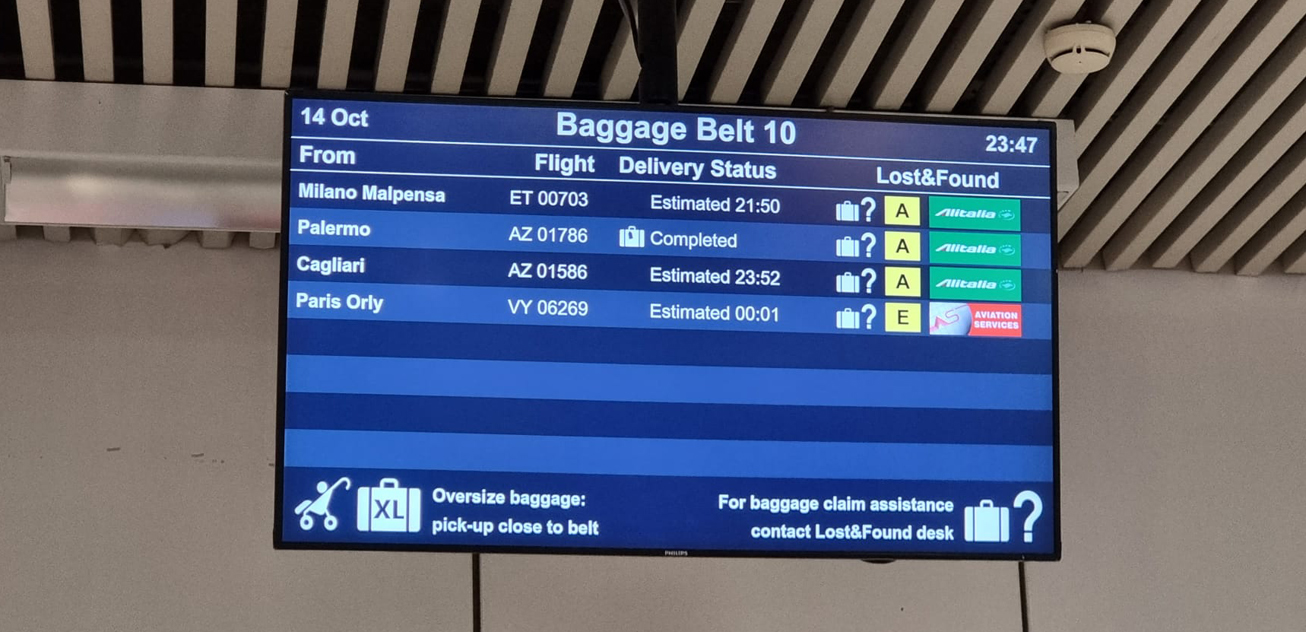 14 Oct Baggage Belt 10 23:47
From Flight Delivery Status Lost&Found
Milano Malpensa ET 00703 Estimated 21:50 ? A Alitalia
Palermo AZ 01786 Completed ? A Alitalia
Cagliari AZ 01586 Estimated 23:52 ? A Alitalia
Paris Orly VY 06269 Estimated 00:01 ? E AS AVIATION SERVICES
XL Oversize baggage: For baggage claim assistance ?
pick-up close to belt contact Lost&Found desk
PHILIPS